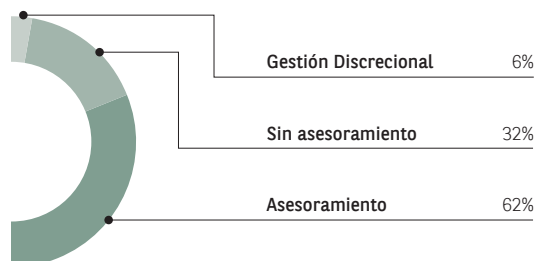 Gestión Discrecional 6%
Sin asesoramiento 32%
Asesoramiento 62%